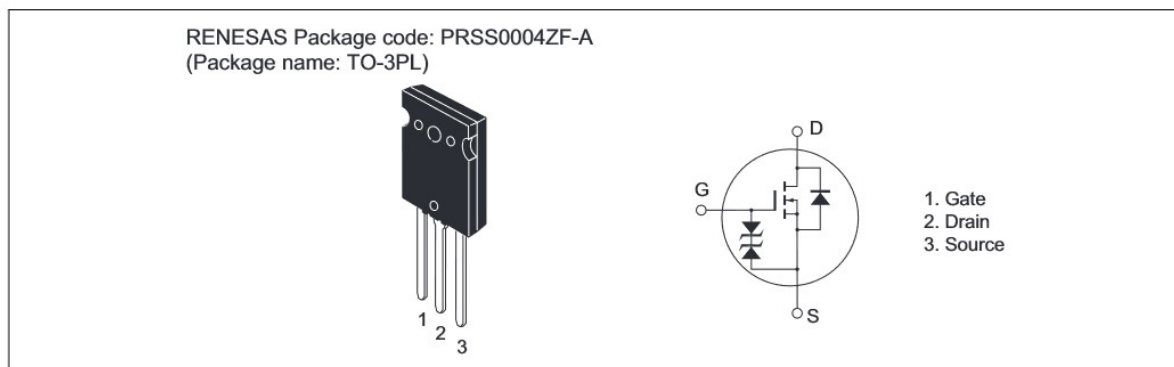 RENESAS Package code: PRSS0004ZF-A
(Package name: TO-3PL)
D
G
S
1. Gate
2. Drain
3. Source
1
2
3